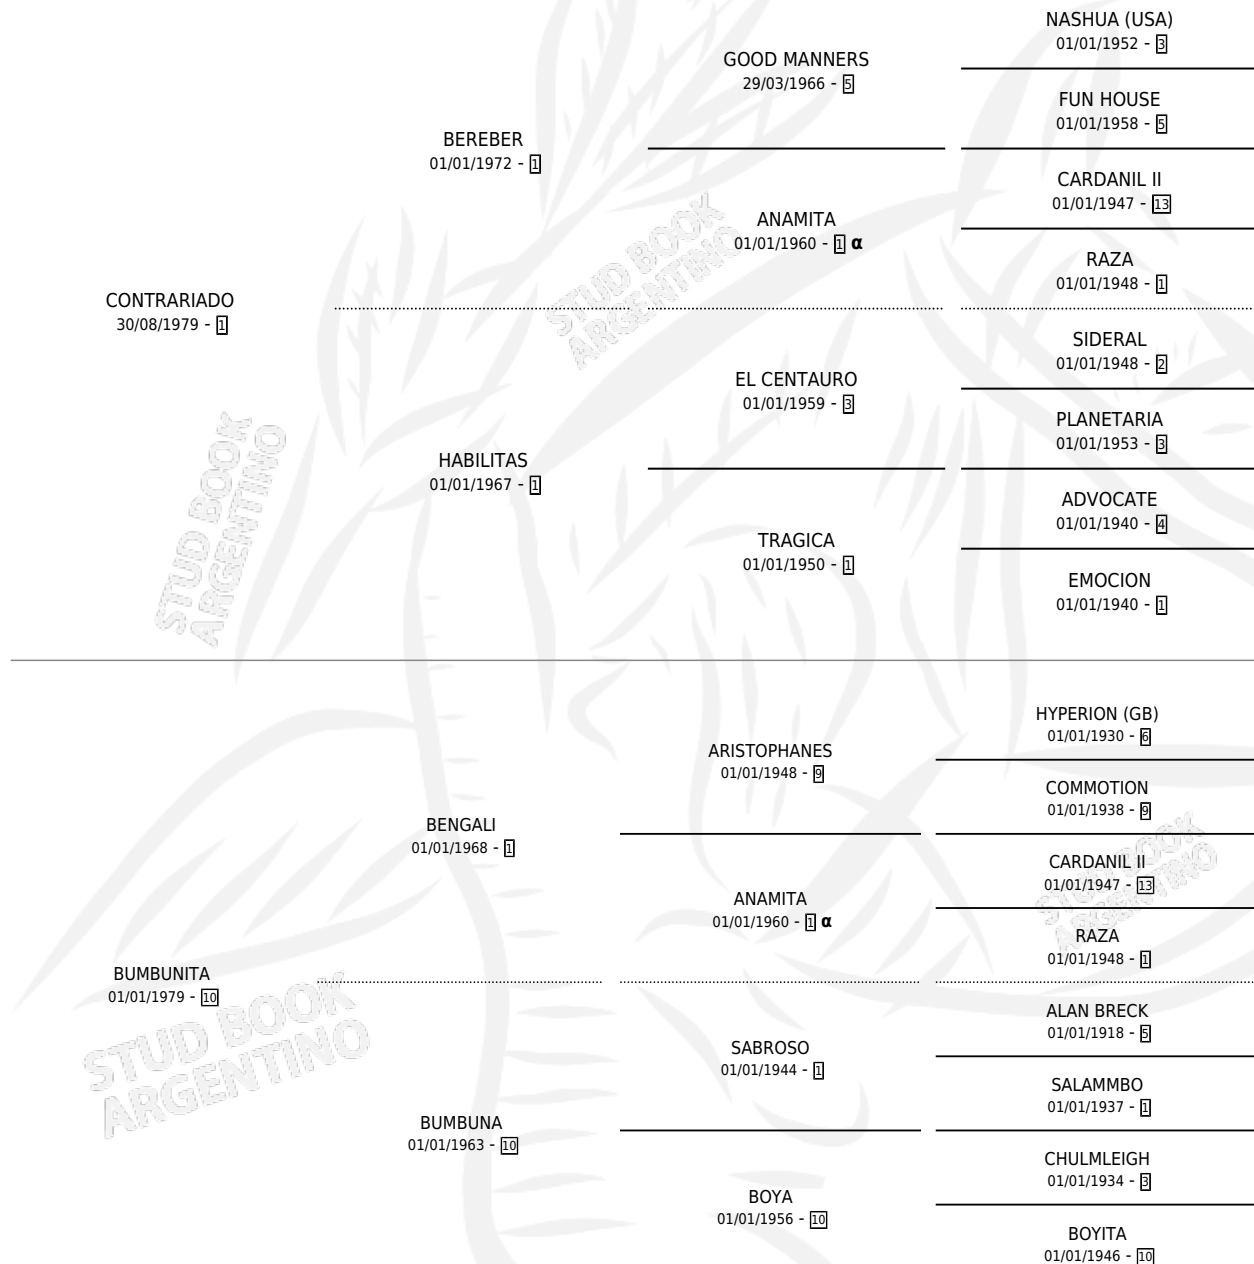 NASHUA (USA)
01/01/1952 - 3
GOOD MANNERS
29/03/1966 - 5
FUN HOUSE
01/01/1958 - 5
BEREBER
01/01/1972 - 1
CARDANIL II
01/01/1947 - 13
ANAMITA
01/01/1960 - 1 α
RAZA
01/01/1948 - 1
CONTRARIADO
30/08/1979 - 1
SIDERAL
01/01/1948 - 2
EL CENTAURO
01/01/1959 - 3
PLANETARIA
01/01/1953 - 3
HABILITAS
01/01/1967 - 1
ADVOCATE
01/01/1940 - 4
TRAGICA
01/01/1950 - 1
EMOCION
01/01/1940 - 1
STUD BOOK
ARGENTINO
STUD BOOK
ARGENTINO
HYPERION (GB)
01/01/1930 - 6
ARISTOPHANES
01/01/1948 - 9
COMMOTION
01/01/1938 - 9
BENGALI
01/01/1968 - 1
CARDANIL II
01/01/1947 - 13
ANAMITA
01/01/1960 - 1 α
RAZA
01/01/1948 - 1
BUMBUNITA
01/01/1979 - 10
ALAN BRECK
01/01/1918 - 5
SABROSO
01/01/1944 - 1
SALAMMBO
01/01/1937 - 1
BUMBUNA
01/01/1963 - 10
CHULMLEIGH
01/01/1934 - 3
BOYA
01/01/1956 - 10
BOYITA
01/01/1946 - 10
STUD BOOK
ARGENTINO
STUD BOOK
ARGENTINO